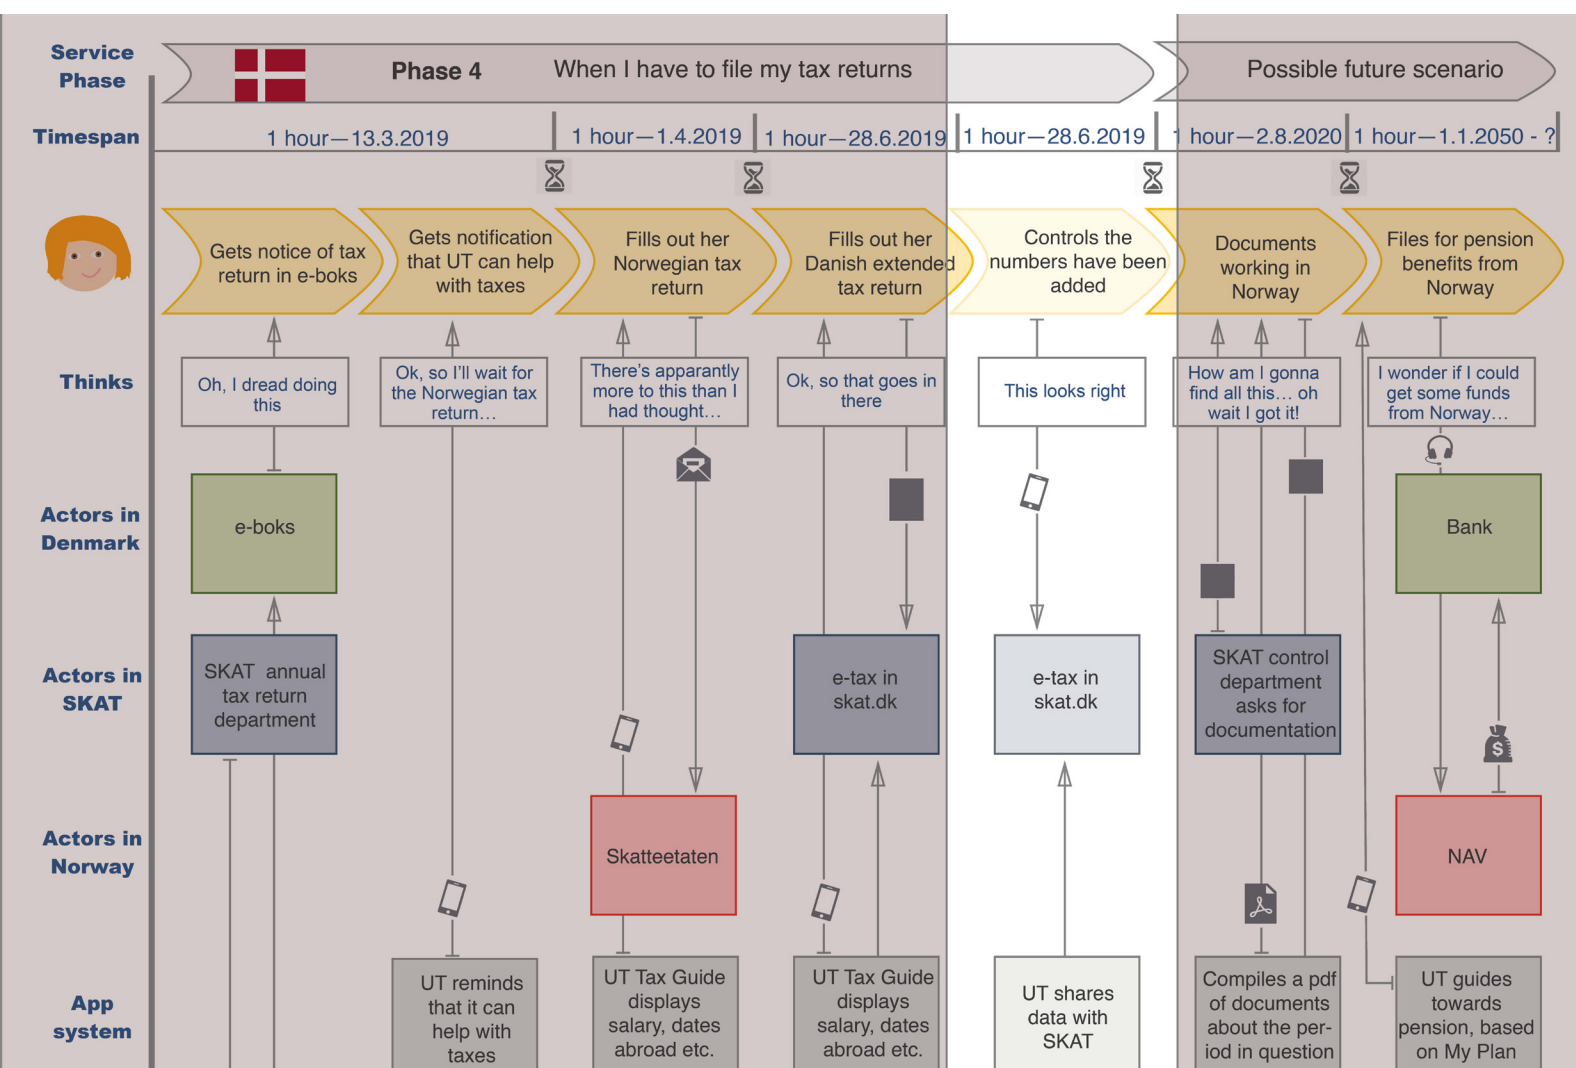 Service
Phase
Phase 4
When I have to file my tax returns
Possible future scenario
Timespan
1 hour—13.3.2019
1 hour—1.4.2019
1 hour—28.6.2019
1 hour—28.6.2019
1 hour—2.8.2020
1 hour—1.1.2050 - ?
Gets notice of tax
return in e-boks
Gets notification
that UT can help
with taxes
Fills out her
Norwegian tax
return
Fills out her
Danish extended
tax return
Controls the
numbers have been
added
Documents
working in
Norway
Files for pension
benefits from
Norway
Thinks
Oh, I dread doing
this
Ok, so I'll wait for
the Norwegian tax
return…
There's apparantly
more to this than I
had thought…
Ok, so that goes in
there
This looks right
How am I gonna
find all this… oh
wait I got it!
I wonder if I could
get some funds
from Norway…
Actors in
Denmark
e-boks
Bank
Actors in
SKAT
SKAT annual
tax return
department
e-tax in
skat.dk
e-tax in
skat.dk
SKAT control
department
asks for
documentation
Actors in
Norway
Skatteetaten
NAV
App
system
UT reminds
that it can
help with
taxes
UT Tax Guide
displays
salary, dates
abroad etc.
UT Tax Guide
displays
salary, dates
abroad etc.
UT shares
data with
SKAT
Compiles a pdf
of documents
about the per-
iod in question
UT guides
towards
pension, based
on My Plan